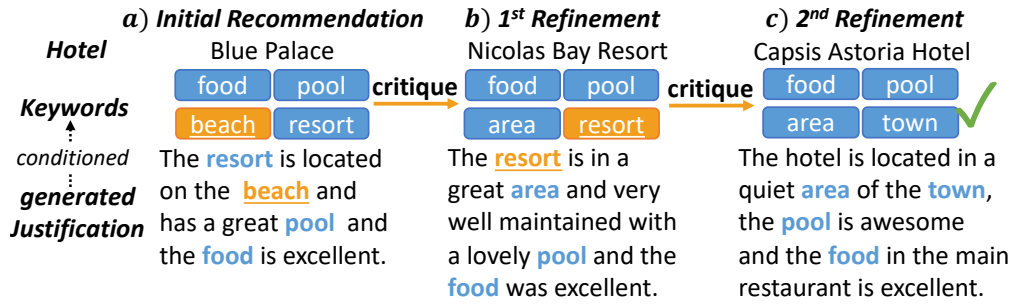 a) Initial Recommendation
b) 1st Refinement
c) 2nd Refinement
Hotel
Blue Palace
Nicolas Bay Resort
Capsis Astoria Hotel
Keywords
food pool
beach resort
critique
food pool
area resort
critique
food pool
area town
conditioned
generated
Justification
The resort is located
on the beach and
has a great pool and
the food is excellent.
The resort is in a
great area and very
well maintained with
a lovely pool and the
food was excellent.
The hotel is located in a
quiet area of the town,
the pool is awesome
and the food in the main
restaurant is excellent.